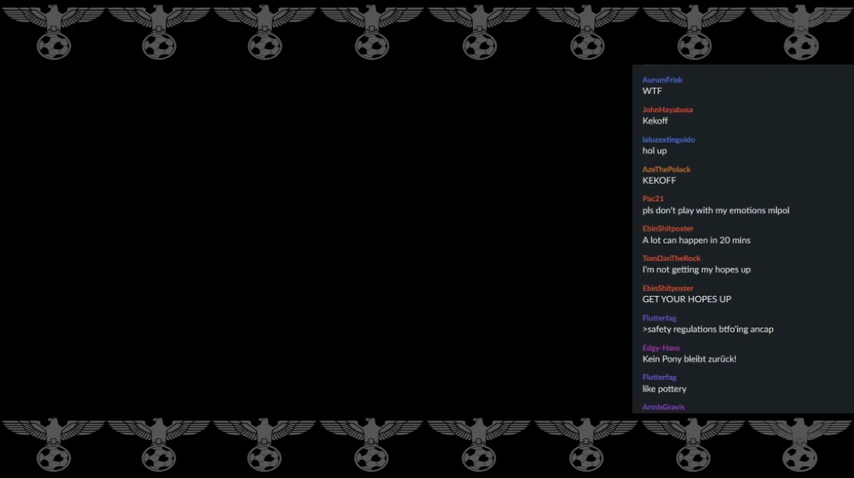 AurumFrisk
WTF
JohnHayabusa
Kekoff
laluzextinguido
hol up
AzeThePolack
KEKOFF
Pac21
pls don't play with my emotions mlpol
EbinShitposter
A lot can happen in 20 mins
TomDanTheRock
I'm not getting my hopes up
EbinShitposter
GET YOUR HOPES UP
Flutterfag
>safety regulations btfo'ing ancap
Edgy-Hans
Kein Pony bleibt zurück!
Flutterfag
like pottery
ArmisGravis